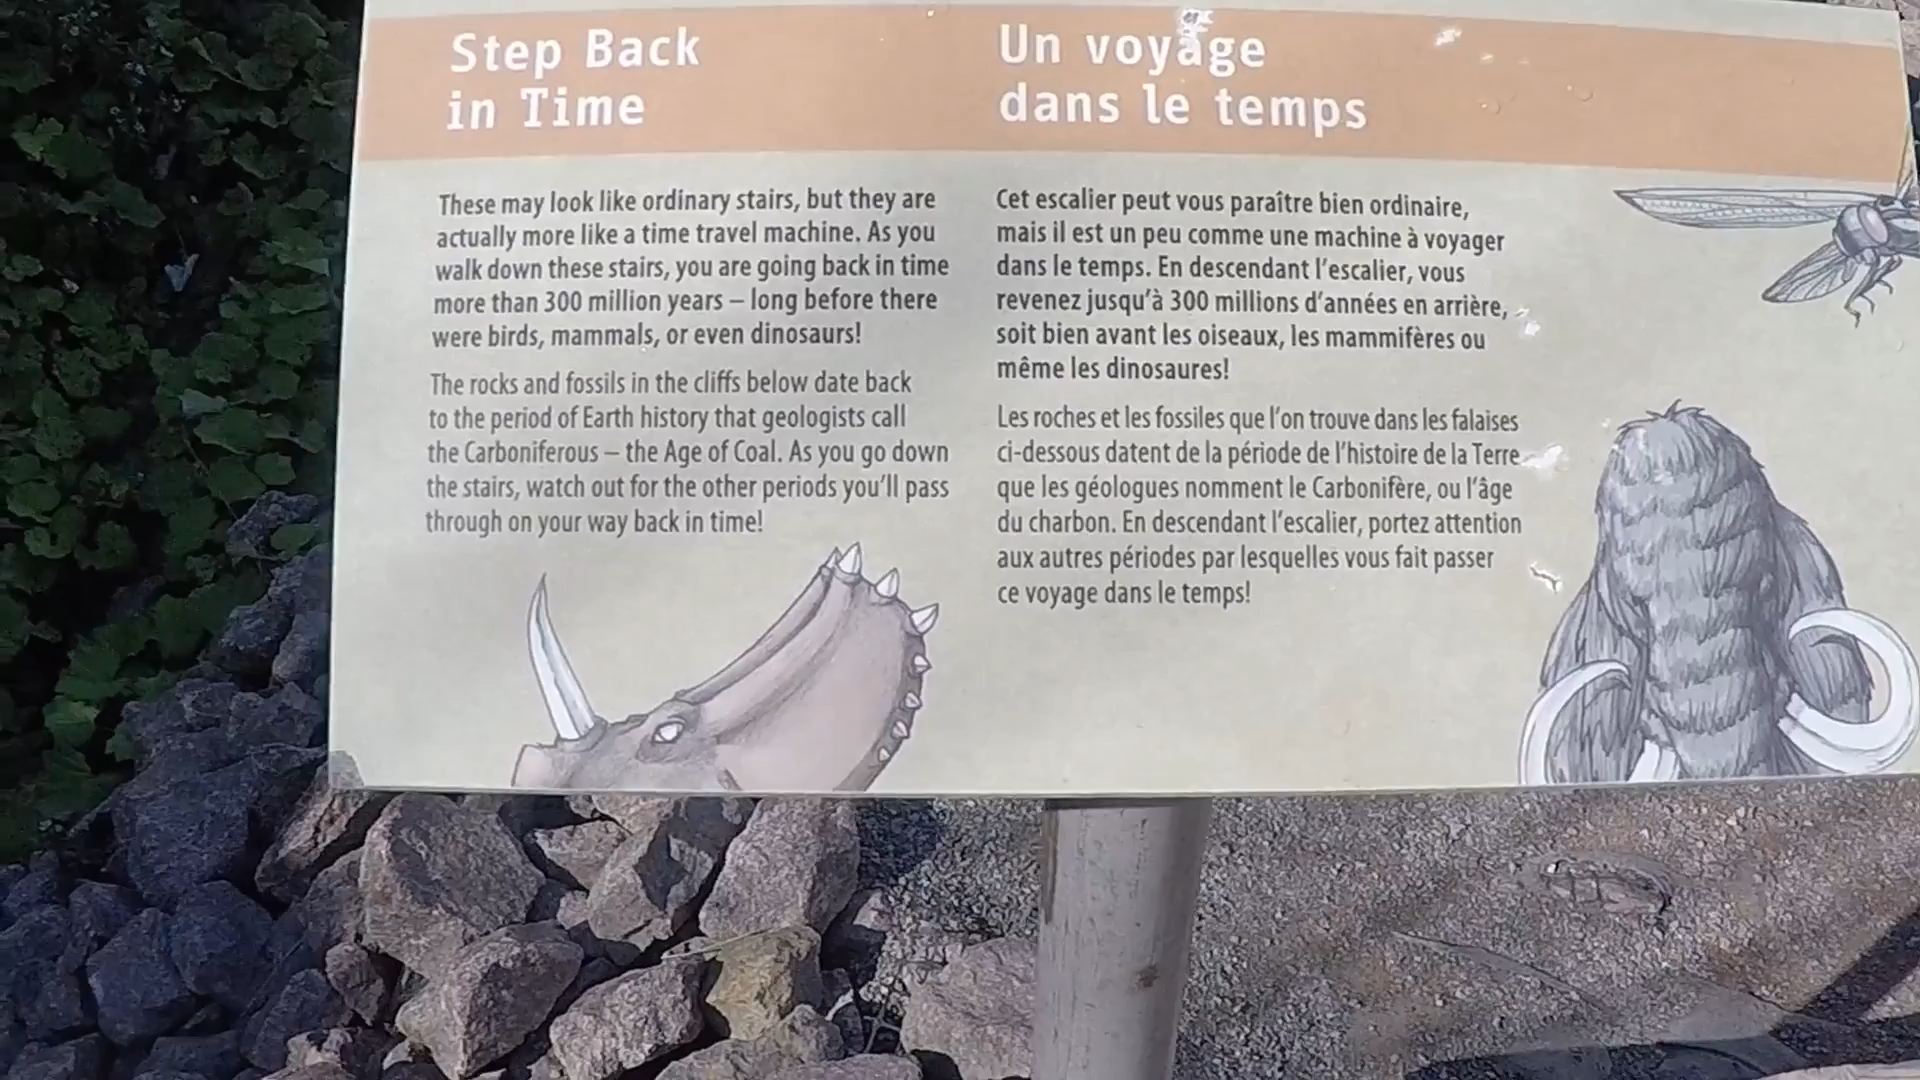 Step Back
in Time
These may look like ordinary stairs, but they are
actually more like a time travel machine. As you
walk down these stairs, you are going back in time
more than 300 million years – long before there
were birds, mammals, or even dinosaurs!
The rocks and fossils in the cliffs below date back
to the period of Earth history that geologists call
the Carboniferous – the Age of Coal. As you go down
the stairs, watch out for the other periods you'll pass
through on your way back in time!
Un voyage
dans le temps
Cet escalier peut vous paraître bien ordinaire,
mais il est un peu comme une machine à voyager
dans le temps. En descendant l'escalier, vous
revenez jusqu'à 300 millions d'années en arrière,
soit bien avant les oiseaux, les mammifères ou
même les dinosaures!
Les roches et les fossiles que l'on trouve dans les falaises
ci-dessous datent de la période de l'histoire de la Terre
que les géologues nomment le Carbonifère, ou l'âge
du charbon. En descendant l'escalier, portez attention
aux autres périodes par lesquelles vous fait passer
ce voyage dans le temps!